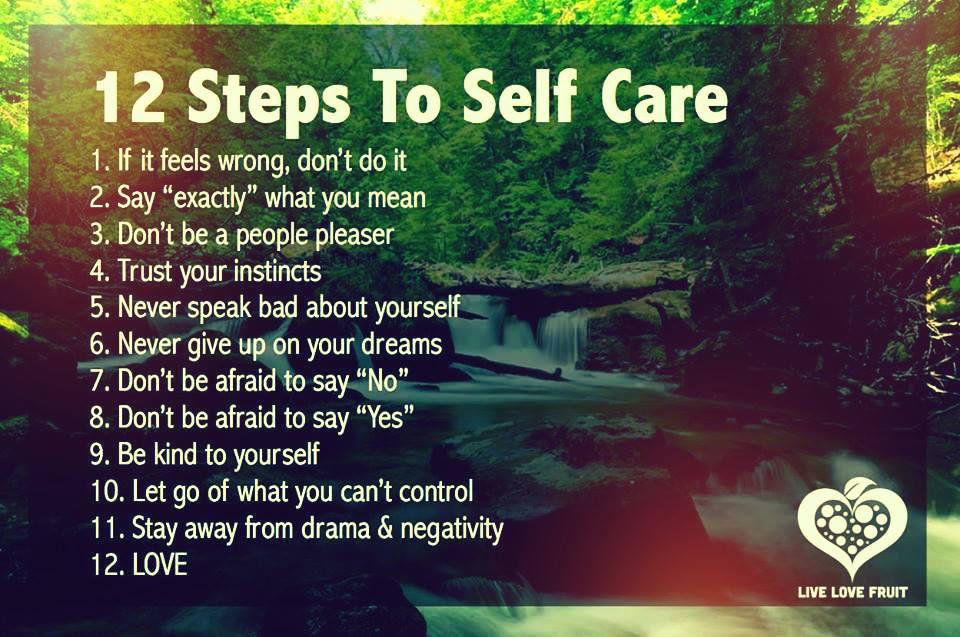 12 Steps To Self Care
1. If it feels wrong, don't do it
2. Say “exactly” what you mean
3. Don't be a people pleaser
4. Trust your instincts
5. Never speak bad about yourself
6. Never give up on your dreams
7. Don't be afraid to say “No”
8. Don't be afraid to say “Yes”
9. Be kind to yourself
10. Let go of what you can't control
11. Stay away from drama & negativity
12. LOVE
LIVE LOVE FRUIT